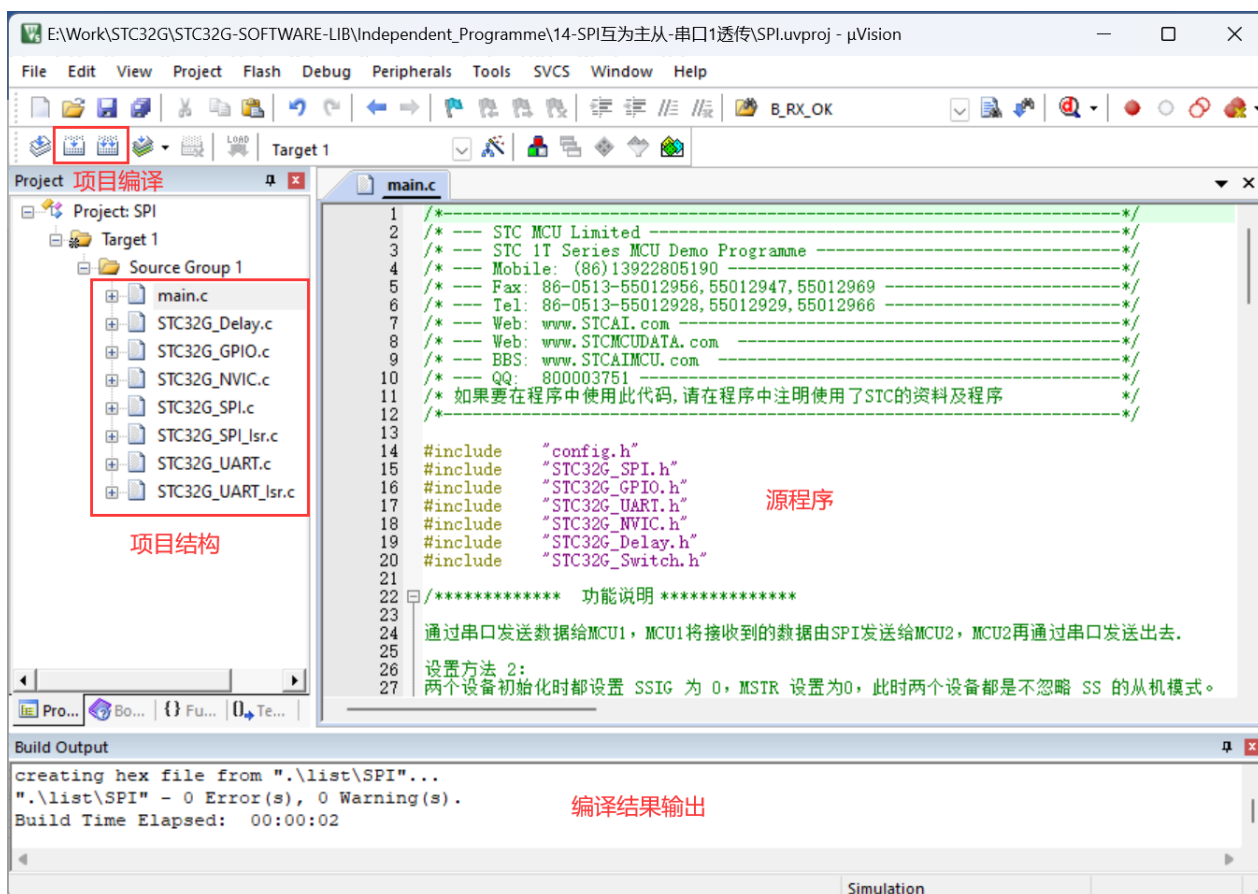 E:\Work\STC32G\STC32G-SOFTWARE-LIB\Independent_Programme\14-SPI互为主从-串口1透传\SPI.uvproj - µVision
File Edit View Project Flash Debug Peripherals Tools SVCS Window Help
B_RX_OK
LOAD Target 1
Project 项目编译
main.c
Project: SPI
Target 1
Source Group 1
main.c
STC32G_Delay.c
STC32G_GPIO.c
STC32G_NVIC.c
STC32G_SPI.c
STC32G_SPI_Isr.c
STC32G_UART.c
STC32G_UART_Isr.c
项目结构
Pro... Bo... {} Fu... Te...
1 /*---------------------------------------------------------------------*/
2 /* --- STC MCU Limited ------------------------------------------------*/
3 /* --- STC 1T Series MCU Demo Programme -------------------------------*/
4 /* --- Mobile: (86)13922805190 ----------------------------------------*/
5 /* --- Fax: 86-0513-55012956,55012947,55012969 ------------------------*/
6 /* --- Tel: 86-0513-55012928,55012929,55012966 ------------------------*/
7 /* --- Web: www.STCAI.com ---------------------------------------------*/
8 /* --- Web: www.STCMCUDATA.com  ---------------------------------------*/
9 /* --- BBS: www.STCAIMCU.com  -----------------------------------------*/
10 /* --- QQ:  800003751 -------------------------------------------------*/
11 /* 如果要在程序中使用此代码,请在程序中注明使用了STC的资料及程序 */
12 /*---------------------------------------------------------------------*/
13
14 #include "config.h"
15 #include "STC32G_SPI.h"
16 #include "STC32G_GPIO.h"
17 #include "STC32G_UART.h"
18 #include "STC32G_NVIC.h"
19 #include "STC32G_Delay.h"
20 #include "STC32G_Switch.h"
源程序
21
22 /************* 功能说明 **************
23
24 通过串口发送数据给MCU1，MCU1将接收到的数据由SPI发送给MCU2，MCU2再通过串口发送出去.
25
26 设置方法 2:
27 两个设备初始化时都设置 SSIG 为 0，MSTR 设置为0，此时两个设备都是不忽略 SS 的从机模式。
Build Output
creating hex file from ".\list\SPI"...
".\list\SPI" - 0 Error(s), 0 Warning(s).
Build Time Elapsed:  00:00:02
编译结果输出
Simulation